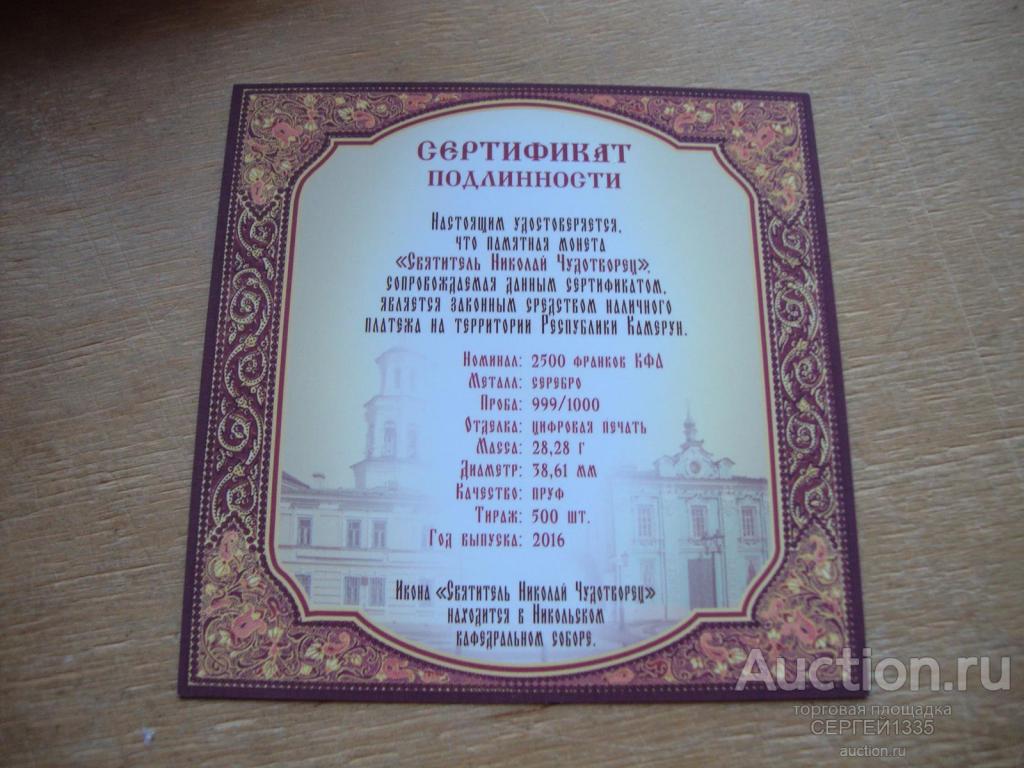 СЕРТИФИКАТ
ПОДЛИННОСТИ
Настоящим удостоверяется,
что памятная монета
«Святитель Николай Чудотворец»,
сопровождаемая данным сертификатом,
является законным средством наличного
платежа на территории Республики Камерун.
Номинал: 2500 франков КФА
Металл: серебро
Проба: 999/1000
Отделка: цифровая печать
Масса: 28,28 г
Диаметр: 38,61 мм
Качество: пруф
Тираж: 500 шт.
Год выпуска: 2016
Икона «Святитель Николай Чудотворец»
находится в Никольском
кафедральном соборе.
Auction.ru
торговая площадка
СЕРГЕЙ1335
auction.ru